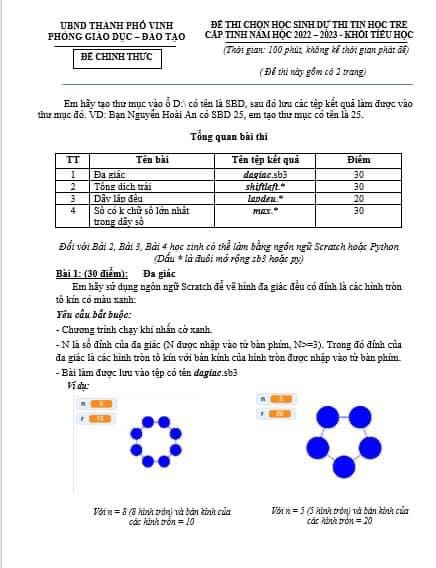 UBND THÀNH PHỐ VINH
PHÒNG GIÁO DỤC – ĐÀO TẠO
ĐỀ CHÍNH THỨC
ĐỀ THI CHỌN HỌC SINH DỰ THI TIN HỌC TRẺ
CẤP TỈNH NĂM HỌC 2022 – 2023 - KHỐI TIỂU HỌC
(Thời gian: 100 phút, không kể thời gian phát đề)
( Đề thi này gồm có 2 trang)
Em hãy tạo thư mục vào ổ D:\ có tên là SBD, sau đó lưu các tệp kết quả làm được vào
thư mục đó. VD: Bạn Nguyễn Hoài An có SBD 25, em tạo thư mục có tên là 25.
Tổng quan bài thi
TT Tên bài Tên tệp kết quả Điểm
1 Đa giác dagiac.sb3 30
2 Tổng dịch trái shiftleft.* 30
3 Dãy lập đều lapdeu.* 20
4 Số có k chữ số lớn nhất max.* 30
trong dãy số
Đối với Bài 2, Bài 3, Bài 4 học sinh có thể làm bằng ngôn ngữ Scratch hoặc Python
(Dấu * là đuôi mở rộng sb3 hoặc py)
Bài 1: (30 điểm): Đa giác
Em hãy sử dụng ngôn ngữ Scratch để vẽ hình đa giác đều có đỉnh là các hình tròn
tô kín có màu xanh:
Yêu cầu bắt buộc:
- Chương trình chạy khi nhấn cờ xanh.
- N là số đỉnh của đa giác (N được nhập vào từ bàn phím, N>=3). Trong đó đỉnh của
đa giác là các hình tròn tô kín với bán kính của hình tròn được nhập vào từ bàn phím.
- Bài làm được lưu vào tệp có tên dagiac.sb3
Ví dụ:
n 8
r 10
n 5
r 20
Với n = 8 (8 hình tròn) và bán kính của
các hình tròn = 10
Với n = 5 (5 hình tròn) và bán kính của
các hình tròn = 20